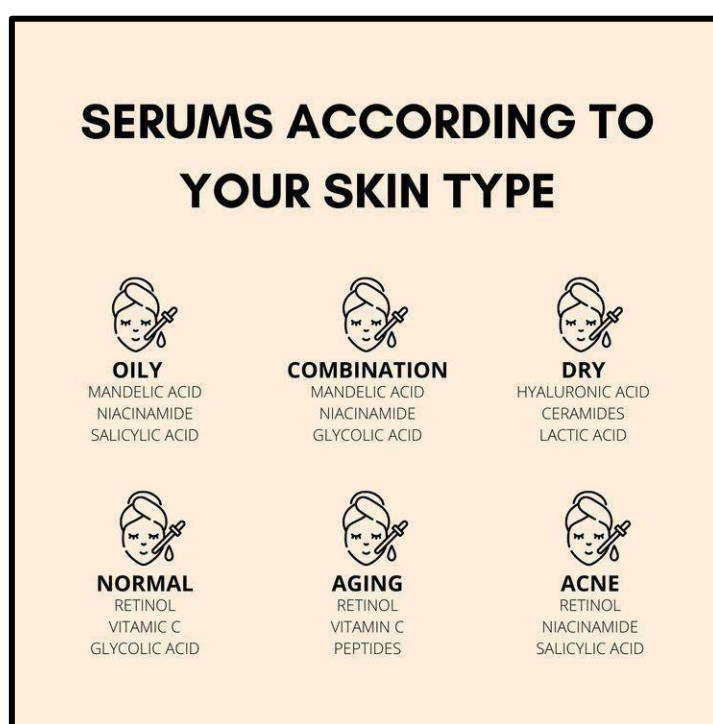 SERUMS ACCORDING TO
YOUR SKIN TYPE
OILY
MANDELIC ACID
NIACINAMIDE
SALICYLIC ACID
COMBINATION
MANDELIC ACID
NIACINAMIDE
GLYCOLIC ACID
DRY
HYALURONIC ACID
CERAMIDES
LACTIC ACID
NORMAL
RETINOL
VITAMIC C
GLYCOLIC ACID
AGING
RETINOL
VITAMIN C
PEPTIDES
ACNE
RETINOL
NIACINAMIDE
SALICYLIC ACID